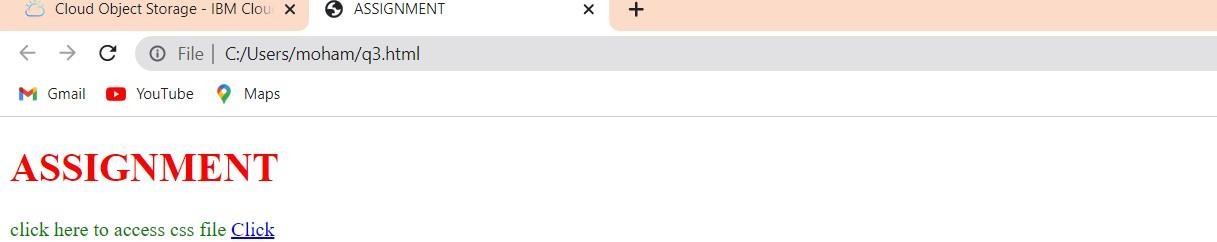 Cloud Object Storage - IBM Clou
ASSIGNMENT
File | C:/Users/moham/q3.html
Gmail YouTube Maps
ASSIGNMENT
click here to access css file Click